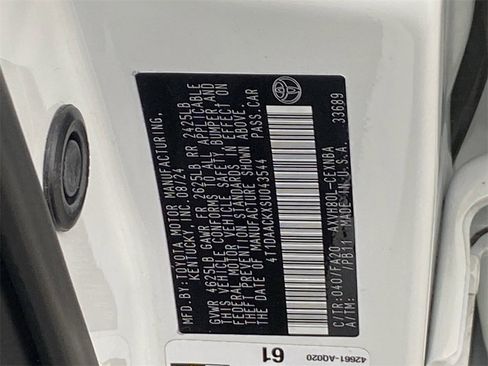 MFD. BY: TOYOTA MOTOR MANUFACTURING,
KENTUCKY, INC. 08/24
GVWR 4625LB GAWR FR 2625LB RR 2425LB
THIS VEHICLE CONFORMS TO ALL APPLICABLE
FEDERAL MOTOR VEHICLE SAFETY, BUMPER AND
THEFT PREVENTION STANDARDS IN EFFECT ON
THE DATE OF MANUFACTURE SHOWN ABOVE.
4T1DAACKXSU043544 PASS.CAR
C/TR:040/FA20 AXVH80L-CEXNBA
A/TM: /PB11 MADE IN U.S.A. 33689
42661-AQ020
61